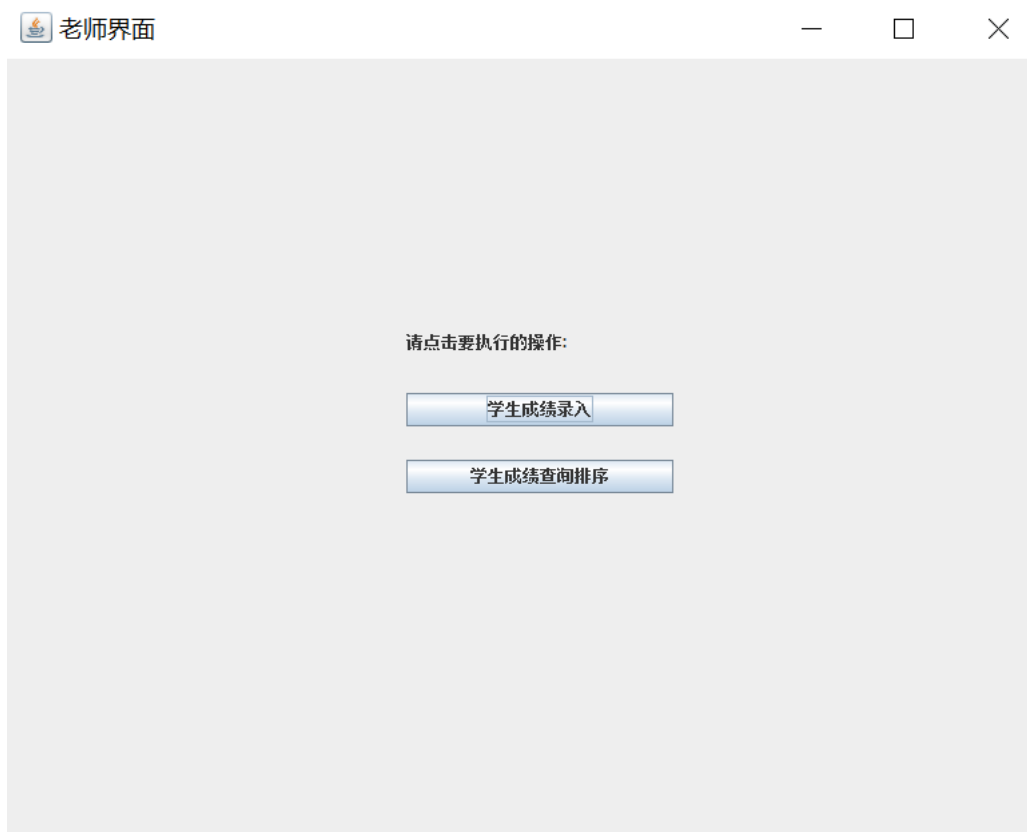 老师界面
请点击要执行的操作:
学生成绩录入
学生成绩查询排序